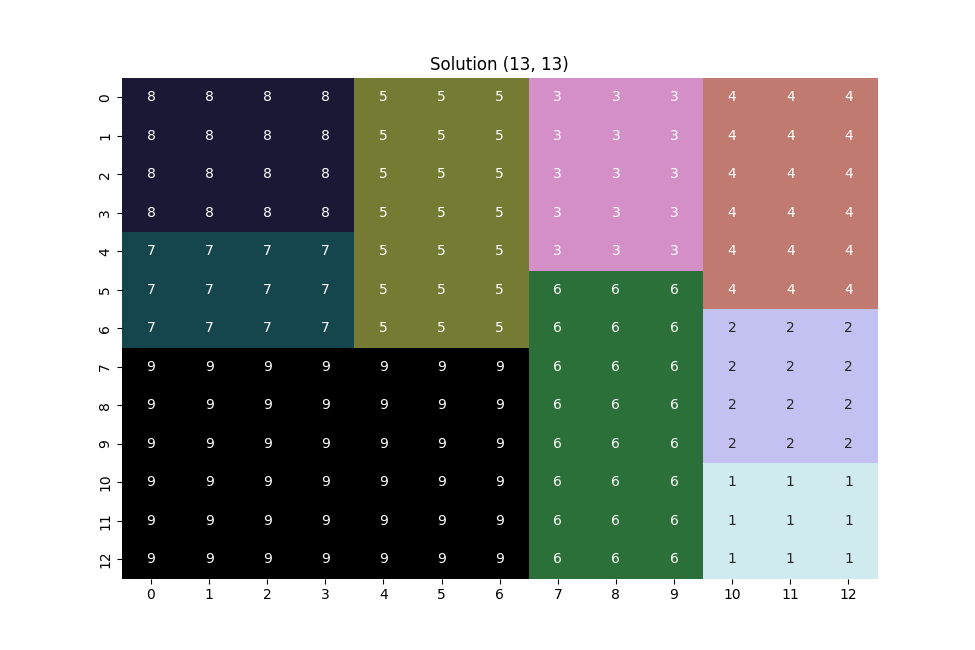 Solution (13, 13)
0 8 8 8 8 5 5 5 3 3 3 4 4 4
1 8 8 8 8 5 5 5 3 3 3 4 4 4
2 8 8 8 8 5 5 5 3 3 3 4 4 4
3 8 8 8 8 5 5 5 3 3 3 4 4 4
4 7 7 7 7 5 5 5 3 3 3 4 4 4
5 7 7 7 7 5 5 5 6 6 6 4 4 4
6 7 7 7 7 5 5 5 6 6 6 2 2 2
7 9 9 9 9 9 9 9 6 6 6 2 2 2
8 9 9 9 9 9 9 9 6 6 6 2 2 2
9 9 9 9 9 9 9 9 6 6 6 2 2 2
10 9 9 9 9 9 9 9 6 6 6 1 1 1
11 9 9 9 9 9 9 9 6 6 6 1 1 1
12 9 9 9 9 9 9 9 6 6 6 1 1 1
0 1 2 3 4 5 6 7 8 9 10 11 12